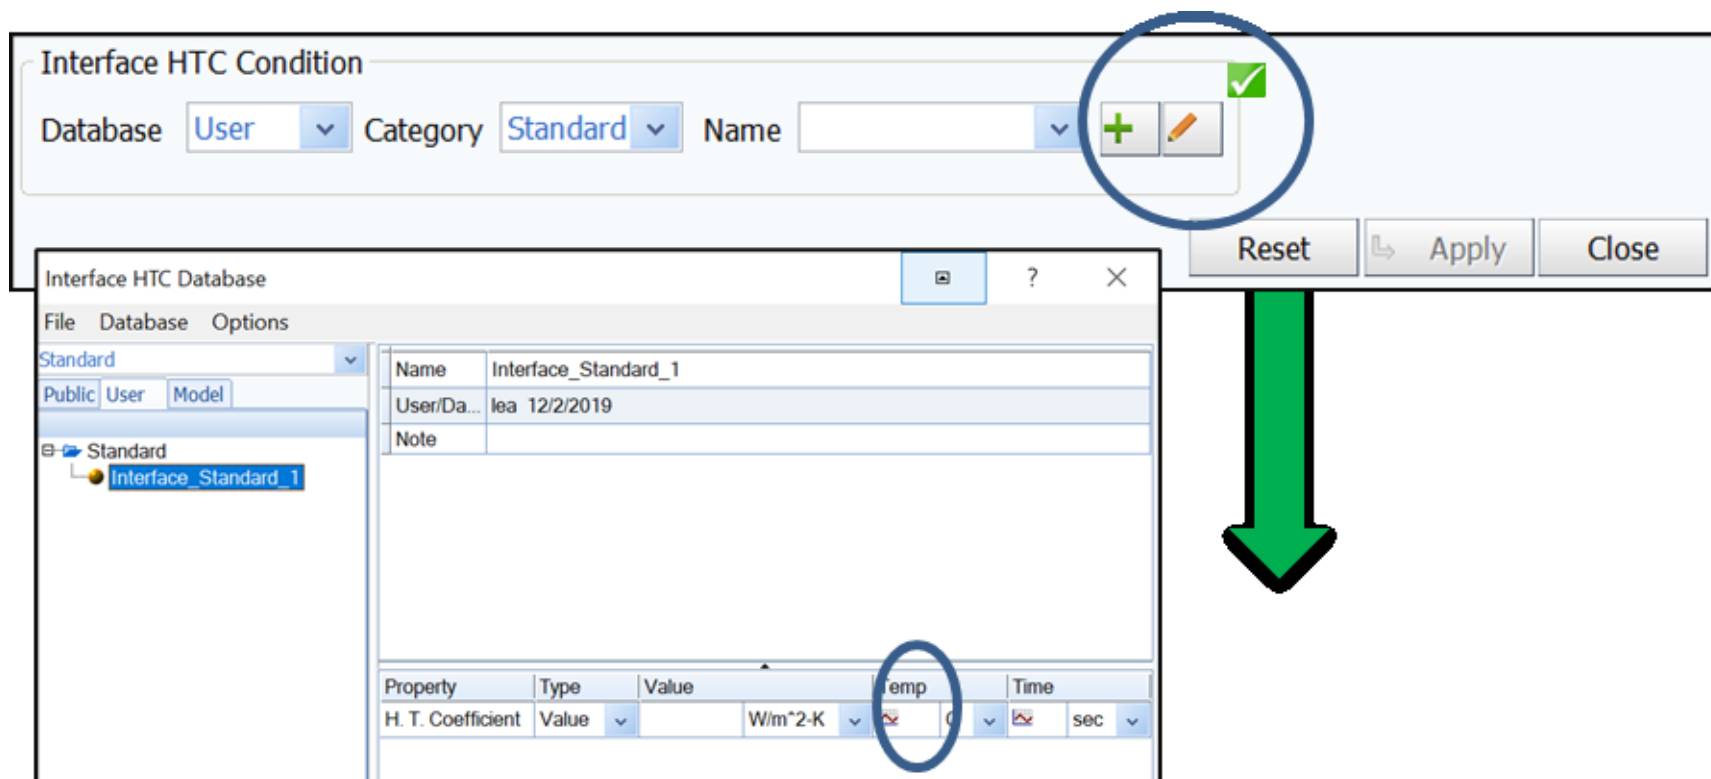 Interface HTC Condition
Database User Category Standard Name
Reset Apply Close
Interface HTC Database ?
File Database Options
Standard
Public User Model
Name Interface_Standard_1
User/Da... lea 12/2/2019
Note
Standard
Interface_Standard_1
Property Type Value Temp Time
H. T. Coefficient Value W/m^2-K C sec